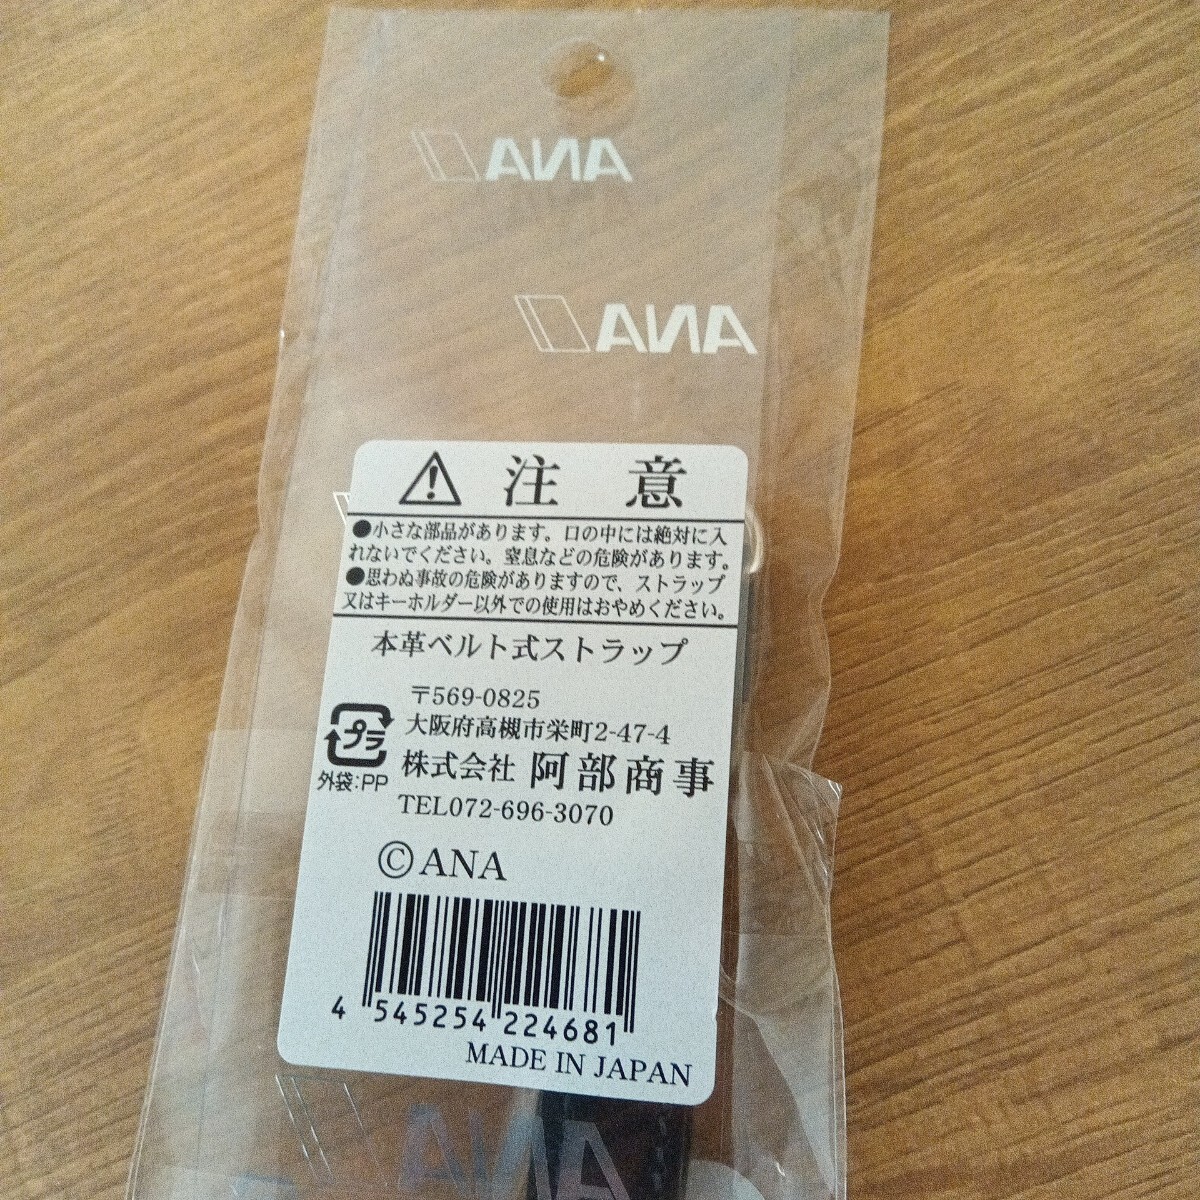 ANA
ANA
注意
●小さな部品があります。口の中には絶対に入
れないでください。窒息などの危険があります。
●思わぬ事故の危険がありますので、ストラップ
又はキーホルダー以外での使用はおやめください。
本革ベルト式ストラップ
〒569-0825
大阪府高槻市栄町2-47-4
プラ
株式会社 阿部商事
外袋:PP
TEL072-696-3070
©ANA
4 545254 224681
MADE IN JAPAN
ANA